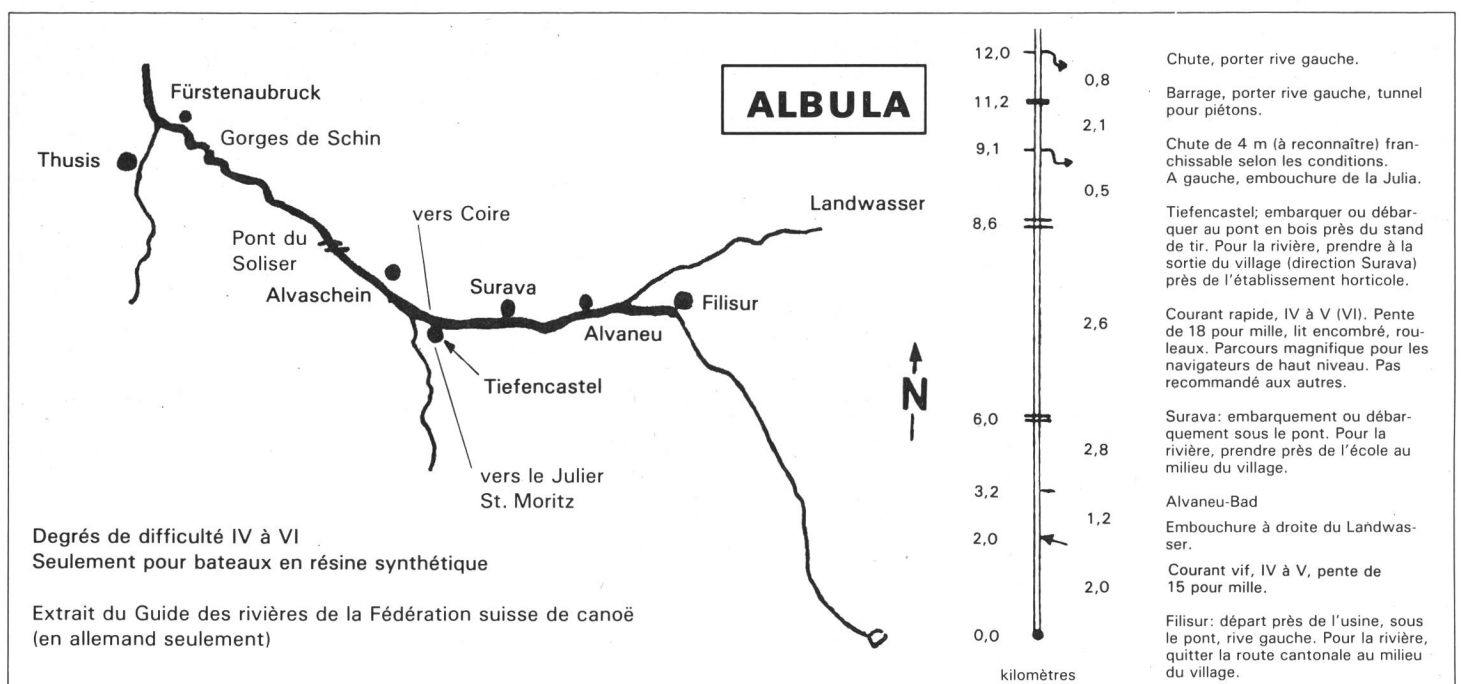 ALBULA
Fürstenaubruck
Gorges de Schin
Thusis
vers Coire
Landwasser
Pont du
Soliser
Surava
Alvaschein
Filisur
Alvaneu
Tiefencastel
N
vers le Julier
St. Moritz
Degrés de difficulté IV à VI
Seulement pour bateaux en résine synthétique
Extrait du Guide des rivières de la Fédération suisse de canoë
(en allemand seulement)
12,0
0,8
11,2
2,1
9,1
0,5
8,6
2,6
6,0
2,8
3,2
1,2
2,0
2,0
0,0
kilomètres
Chute, porter rive gauche.
Barrage, porter rive gauche, tunnel
pour piétons.
Chute de 4 m (à reconnaître) fran-
chissable selon les conditions.
A gauche, embouchure de la Julia.
Tiefencastel; embarquer ou débar-
quer au pont en bois près du stand
de tir. Pour la rivière, prendre à la
sortie du village (direction Surava)
près de l'établissement horticole.
Courant rapide, IV à V (VI). Pente
de 18 pour mille, lit encombré, rou-
leaux. Parcours magnifique pour les
navigateurs de haut niveau. Pas
recommandé aux autres.
Surava: embarquement ou débar-
quement sous le pont. Pour la
rivière, prendre près de l'école au
milieu du village.
Alvaneu-Bad
Embouchure à droite du Landwas-
ser.
Courant vif, IV à V, pente de
15 pour mille.
Filisur: départ près de l'usine, sous
le pont, rive gauche. Pour la rivière,
quitter la route cantonale au milieu
du village.